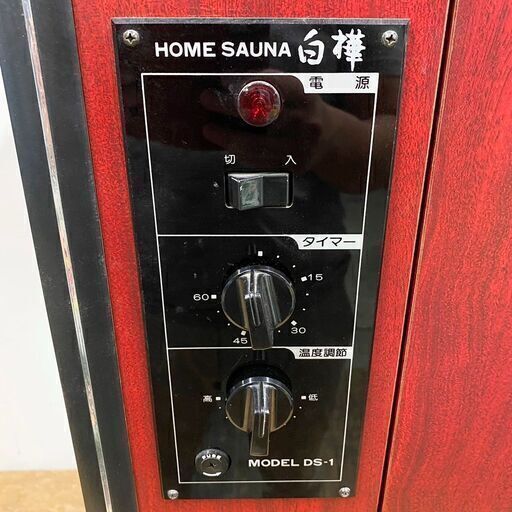 HOME SAUNA 白樺
電源
切 入
タイマー
15
60
30
45
温度調節
高 低
FUSE
MODEL DS-1